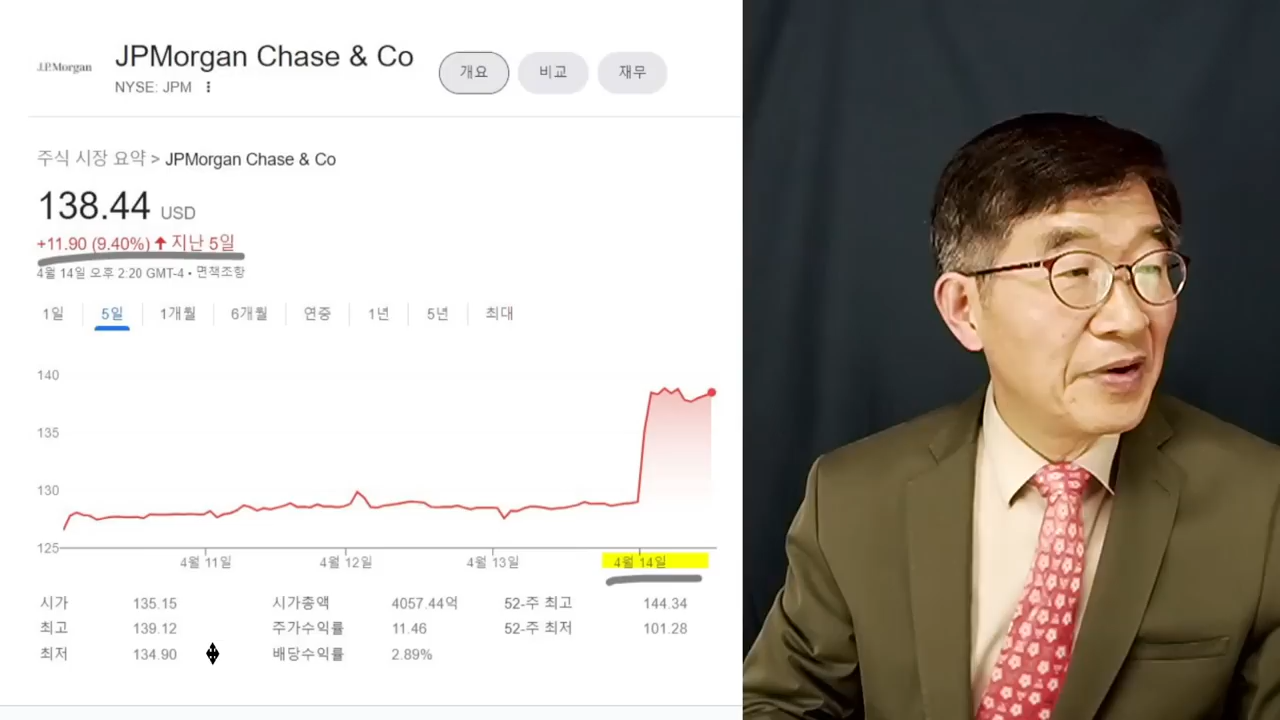 J.P.Morgan
JPMorgan Chase & Co
NYSE: JPM
개요 비교 재무
주식 시장 요약 > JPMorgan Chase & Co
138.44 USD
+11.90 (9.40%) ↑ 지난 5일
4월 14일 오후 2:20 GMT-4 • 면책조항
1일 5일 1개월 6개월 연중 1년 5년 최대
140
135
130
125
4월 11일 4월 12일 4월 13일 4월 14일
시가 135.15 시가총액 4057.44억 52-주 최고 144.34
최고 139.12 주가수익률 11.46 52-주 최저 101.28
최저 134.90 배당수익률 2.89%